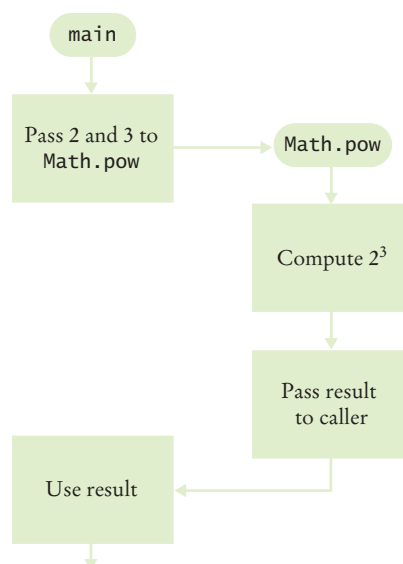 main
Pass 2 and 3 to
Math.pow
Math.pow
Compute 2³
Pass result
to caller
Use result